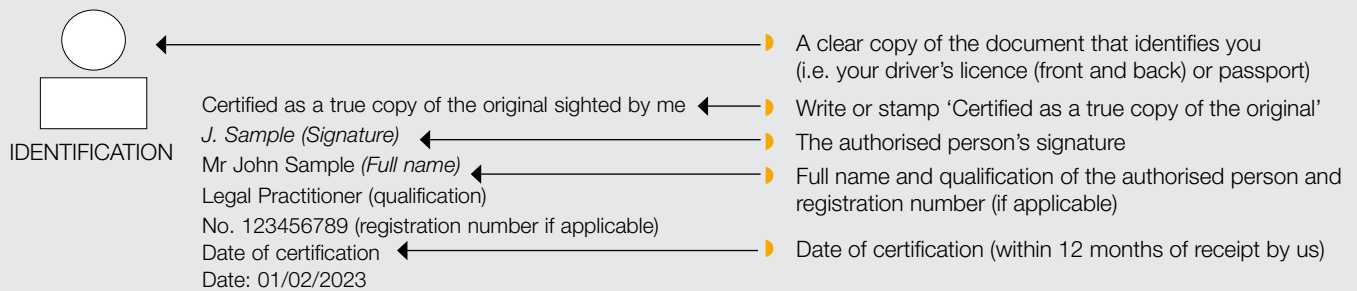 IDENTIFICATION
Certified as a true copy of the original sighted by me
J. Sample (Signature)
Mr John Sample (Full name)
Legal Practitioner (qualification)
No. 123456789 (registration number if applicable)
Date of certification
Date: 01/02/2023
A clear copy of the document that identifies you
(i.e. your driver’s licence (front and back) or passport)
Write or stamp ‘Certified as a true copy of the original’
The authorised person’s signature
Full name and qualification of the authorised person and
registration number (if applicable)
Date of certification (within 12 months of receipt by us)